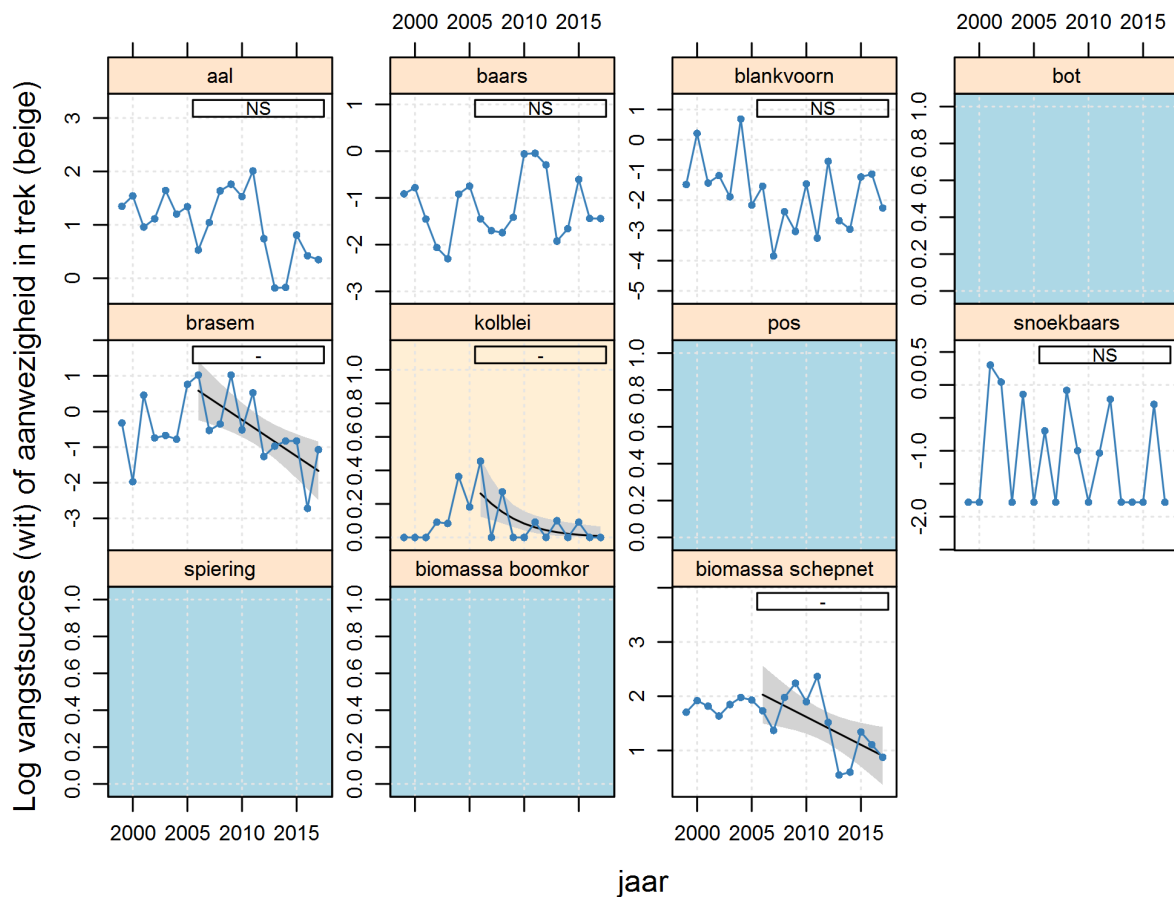 2000 2005 2010 2015
2000 2005 2010 2015
aal
baars
blankvoorn
bot
NS
NS
NS
0 1 2 3
-3 -2 -1 0 1
-5 -4 -3 -2 -1 0 1
0.0 0.2 0.4 0.6 0.8 1.0
brasem
kolblei
pos
snoekbaars
-
-
NS
-3 -2 -1 0 1
0.0 0.2 0.4 0.6 0.8 1.0
0.0 0.2 0.4 0.6 0.8 1.0
-2.0 -1.0 0.0 0.5
spiering
biomassa boomkor
biomassa schepnet
-
0.0 0.2 0.4 0.6 0.8 1.0
0.0 0.2 0.4 0.6 0.8 1.0
1 2 3
2000 2005 2010 2015
2000 2005 2010 2015
Log vangstsucces (wit) of aanwezigheid in trek (beige)
jaar